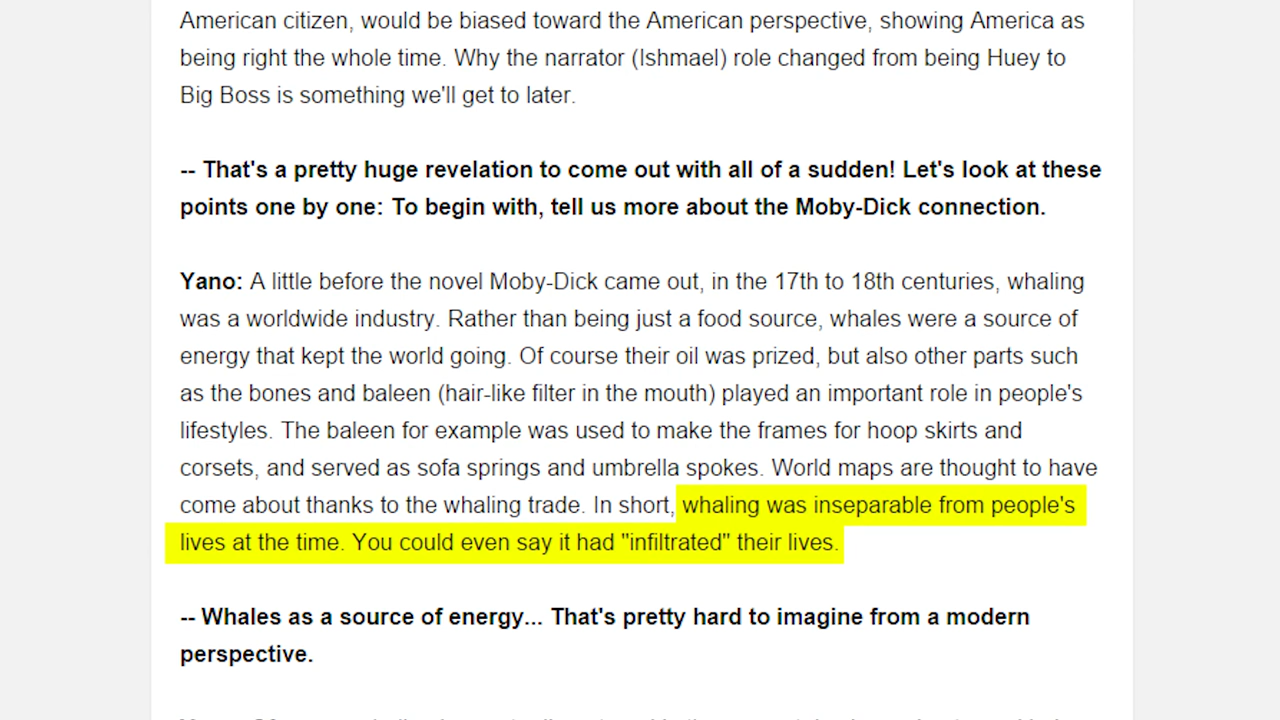 American citizen, would be biased toward the American perspective, showing America as
being right the whole time. Why the narrator (Ishmael) role changed from being Huey to
Big Boss is something we'll get to later.
-- That's a pretty huge revelation to come out with all of a sudden! Let's look at these
points one by one: To begin with, tell us more about the Moby-Dick connection.
Yano: A little before the novel Moby-Dick came out, in the 17th to 18th centuries, whaling
was a worldwide industry. Rather than being just a food source, whales were a source of
energy that kept the world going. Of course their oil was prized, but also other parts such
as the bones and baleen (hair-like filter in the mouth) played an important role in people's
lifestyles. The baleen for example was used to make the frames for hoop skirts and
corsets, and served as sofa springs and umbrella spokes. World maps are thought to have
come about thanks to the whaling trade. In short, whaling was inseparable from people's
lives at the time. You could even say it had "infiltrated" their lives.
-- Whales as a source of energy... That's pretty hard to imagine from a modern
perspective.